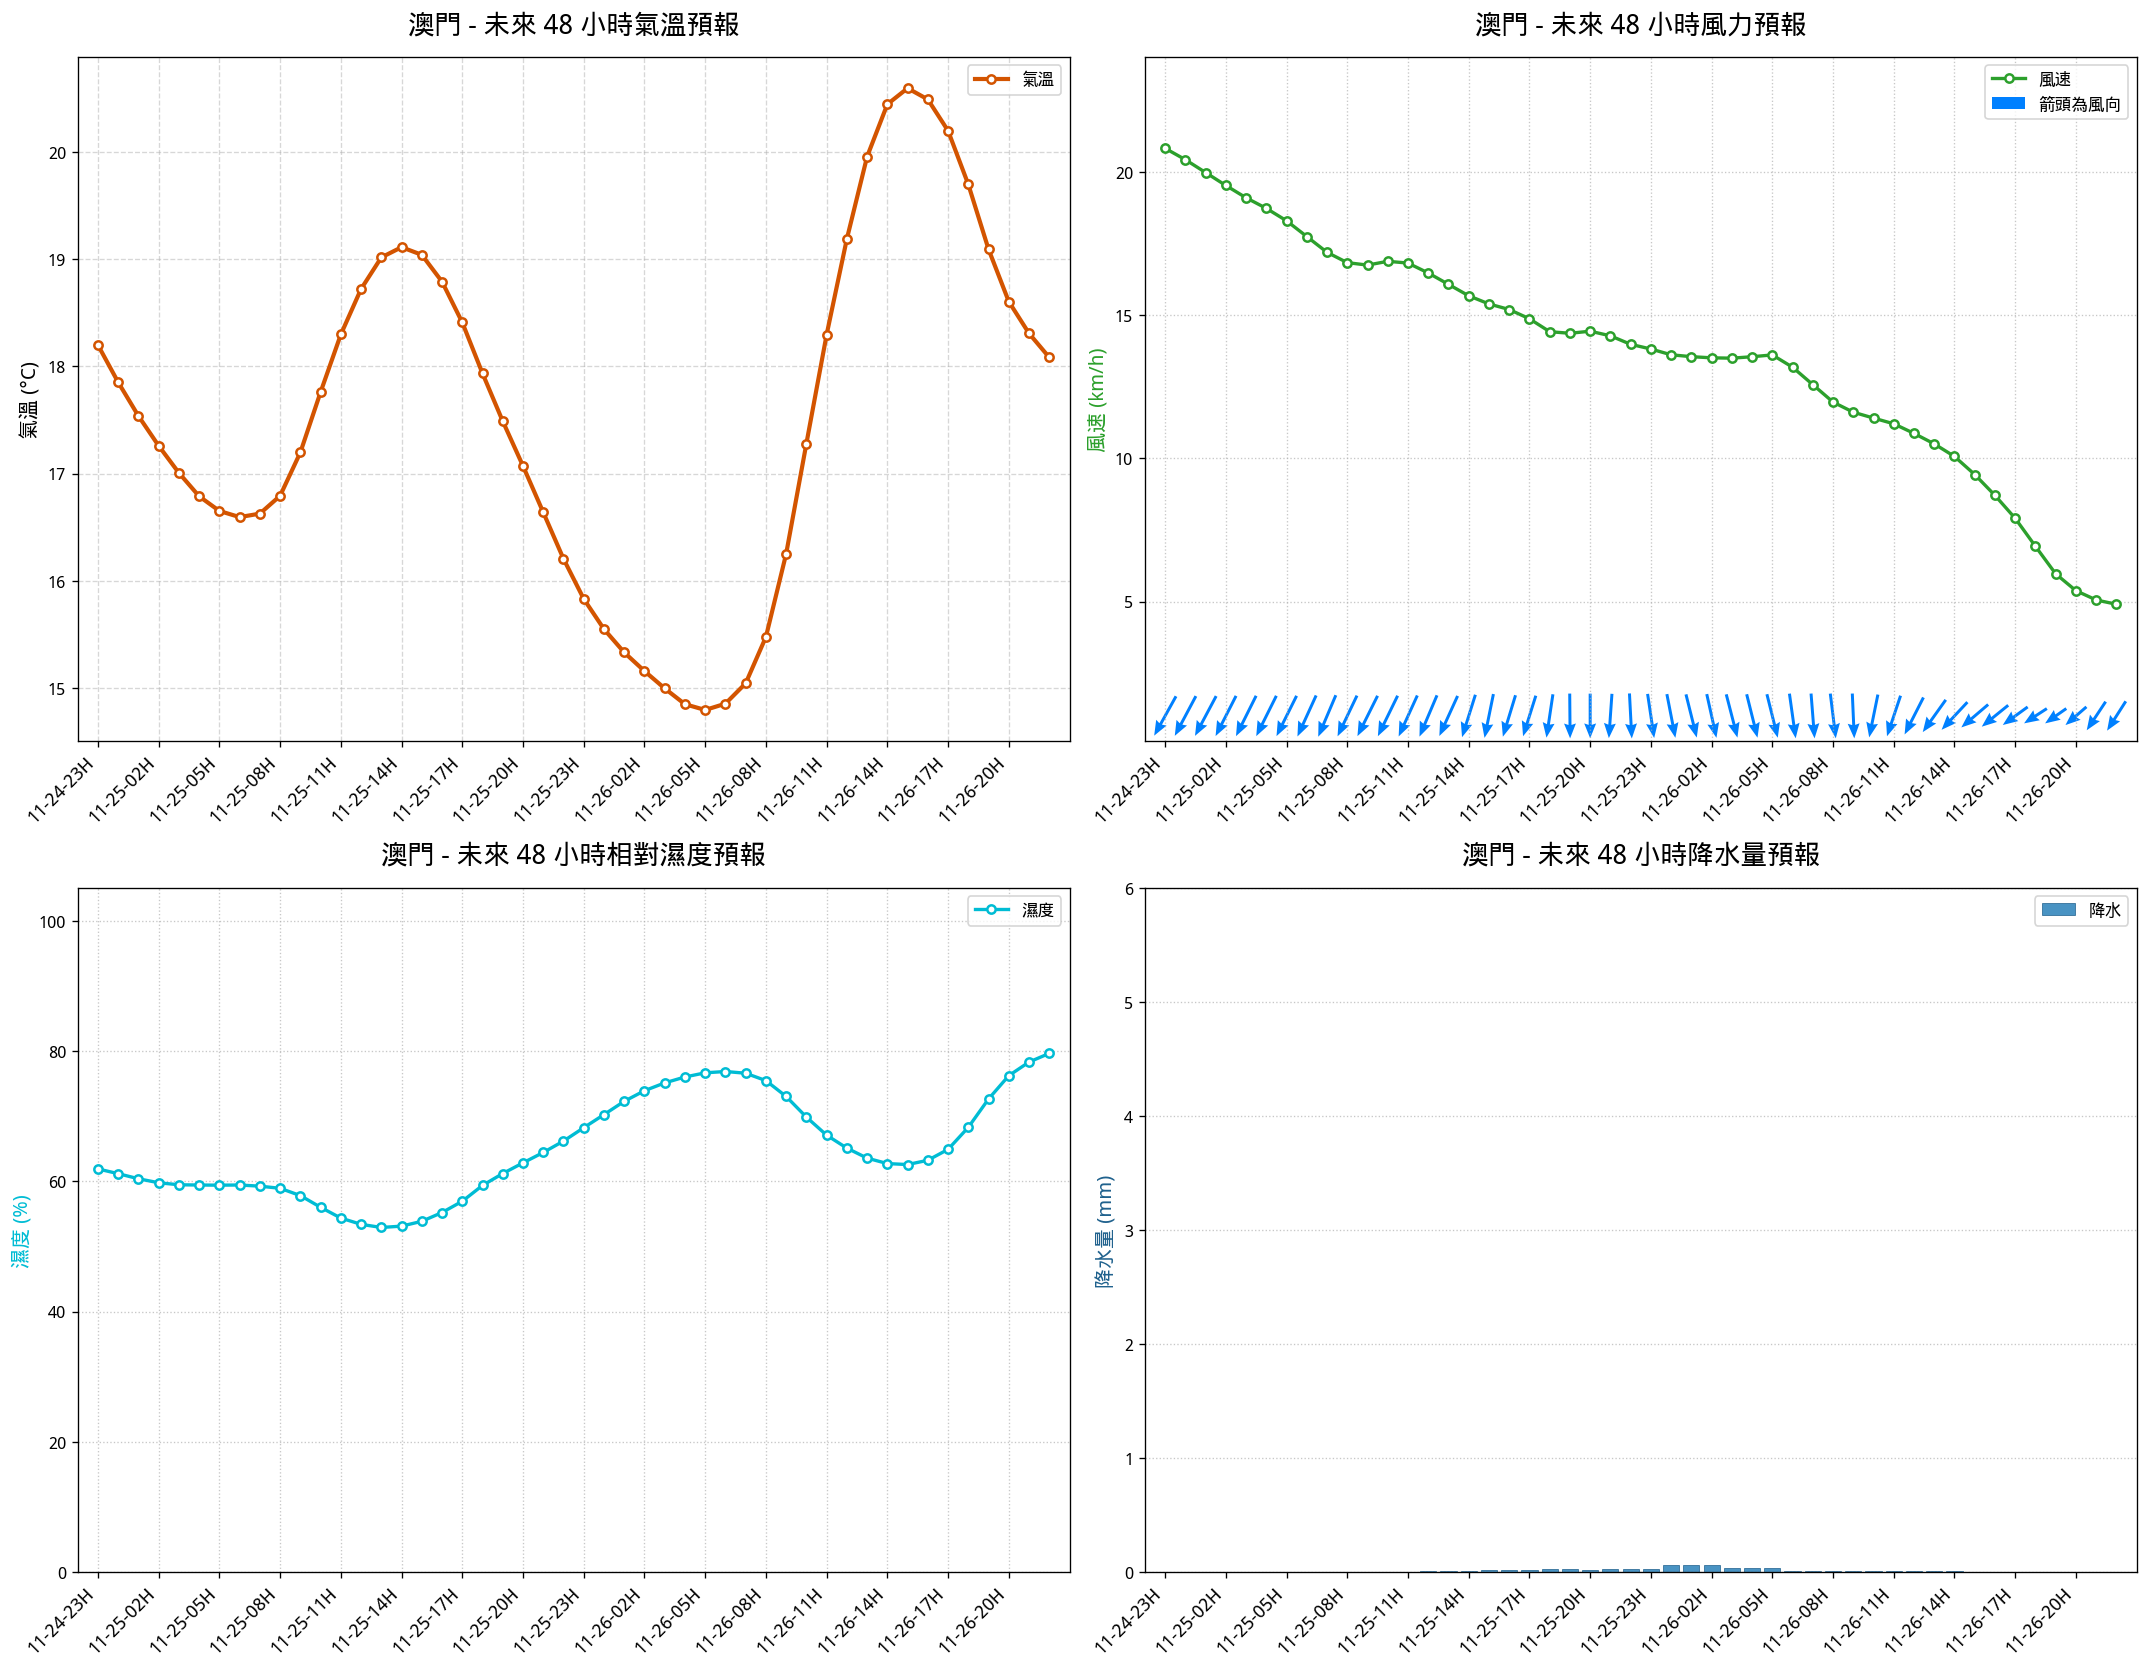 澳門 - 未來 48 小時氣溫預報
氣溫
氣溫 (°C)
20
19
18
17
16
15
11-24-23H
11-25-02H
11-25-05H
11-25-08H
11-25-11H
11-25-14H
11-25-17H
11-25-20H
11-25-23H
11-26-02H
11-26-05H
11-26-08H
11-26-11H
11-26-14H
11-26-17H
11-26-20H
澳門 - 未來 48 小時風力預報
風速
箭頭為風向
風速 (km/h)
20
15
10
5
11-24-23H
11-25-02H
11-25-05H
11-25-08H
11-25-11H
11-25-14H
11-25-17H
11-25-20H
11-25-23H
11-26-02H
11-26-05H
11-26-08H
11-26-11H
11-26-14H
11-26-17H
11-26-20H
澳門 - 未來 48 小時相對濕度預報
濕度
濕度 (%)
100
80
60
40
20
0
11-24-23H
11-25-02H
11-25-05H
11-25-08H
11-25-11H
11-25-14H
11-25-17H
11-25-20H
11-25-23H
11-26-02H
11-26-05H
11-26-08H
11-26-11H
11-26-14H
11-26-17H
11-26-20H
澳門 - 未來 48 小時降水量預報
降水
降水量 (mm)
6
5
4
3
2
1
0
11-24-23H
11-25-02H
11-25-05H
11-25-08H
11-25-11H
11-25-14H
11-25-17H
11-25-20H
11-25-23H
11-26-02H
11-26-05H
11-26-08H
11-26-11H
11-26-14H
11-26-17H
11-26-20H